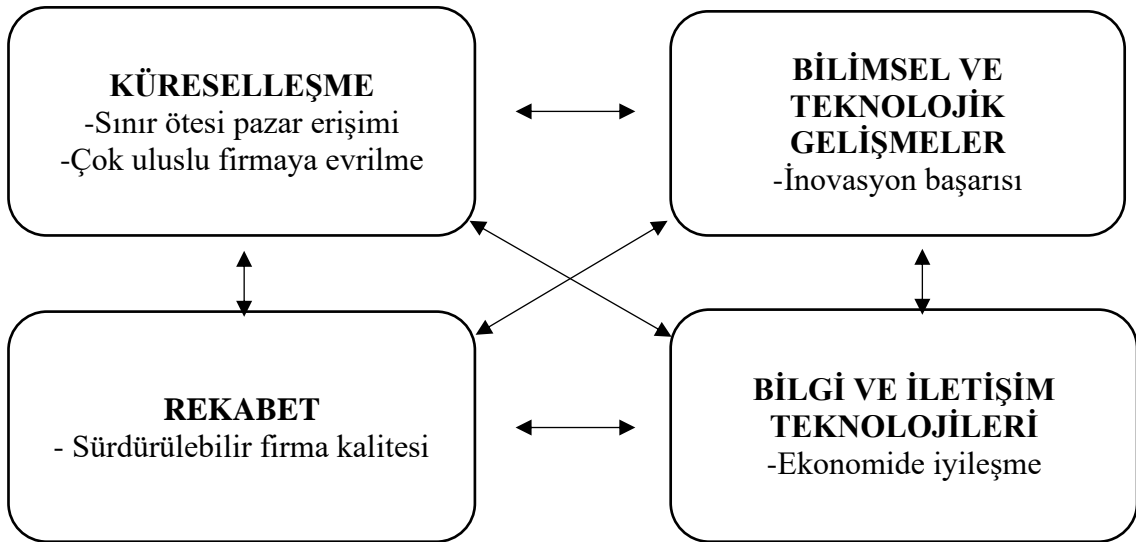 KÜRESELLEŞME
-Sınır ötesi pazar erişimi
-Çok uluslu firmaya evrilme
BİLİMSEL VE
TEKNOLOJİK
GELİŞMELER
-İnovasyon başarısı
REKABET
- Sürdürülebilir firma kalitesi
BİLGİ VE İLETİŞİM
TEKNOLOJİLERİ
-Ekonomide iyileşme